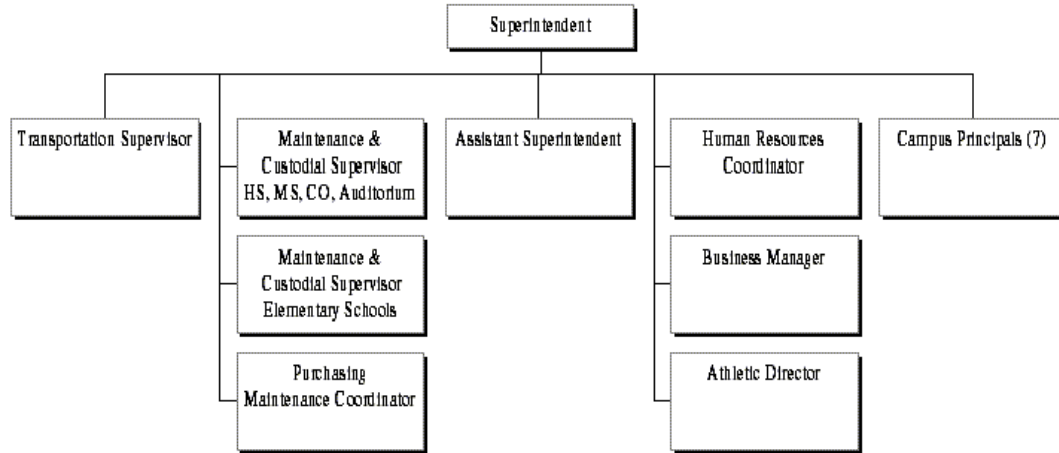 Superintendent
Transportation Supervisor
Maintenance &
Custodial Supervisor
HS, MS, CO, Auditorium
Assistant Superintendent
Human Resources
Coordinator
Campus Principals (7)
Maintenance &
Custodial Supervisor
Elementary Schools
Business Manager
Purchasing
Maintenance Coordinator
Athletic Director